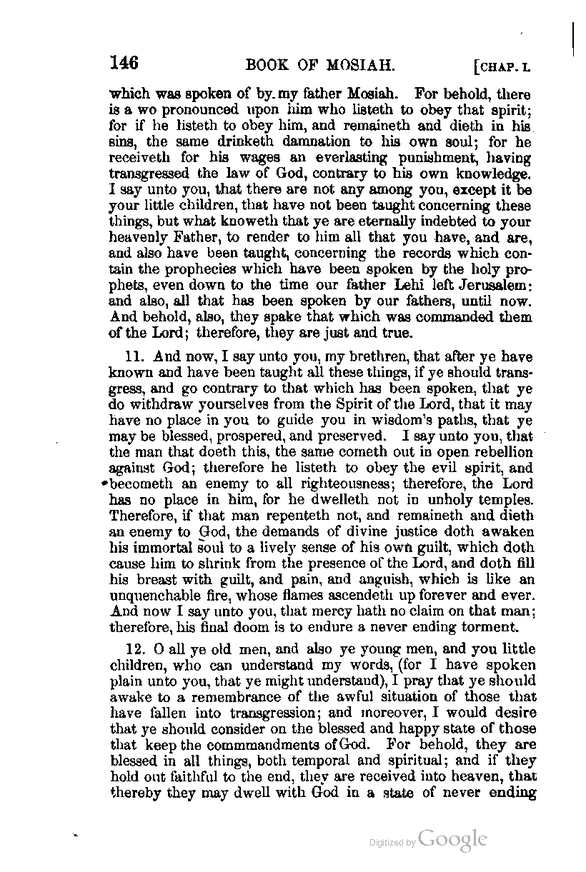 146 BOOK OF MOSIAH. [CHAP. I.
which was spoken of by my father Mosiah. For behold, there
is a wo pronounced upon him who listeth to obey that spirit;
for if he listeth to obey him, and remaineth and dieth in his
sins, the same drinketh damnation to his own soul; for he
receiveth for his wages an everlasting punishment, having
transgressed the law of God, contrary to his own knowledge.
I say unto you, that there are not any among you, except it be
your little children, that have not been taught concerning these
things, but what knoweth that ye are eternally indebted to your
heavenly Father, to render to him all that you have, and are,
and also have been taught, concerning the records which con-
tain the prophecies which have been spoken by the holy pro-
phets, even down to the time our father Lehi left Jerusalem:
and also, all that has been spoken by our fathers, until now.
And behold, also, they spake that which was commanded them
of the Lord; therefore, they are just and true.
11. And now, I say unto you, my brethren, that after ye have
known and have been taught all these things, if ye should trans-
gress, and go contrary to that which has been spoken, that ye
do withdraw yourselves from the Spirit of the Lord, that it may
have no place in you to guide you in wisdom's paths, that ye
may be blessed, prospered, and preserved. I say unto you, that
the man that doeth this, the same cometh out in open rebellion
against God; therefore he listeth to obey the evil spirit, and
becometh an enemy to all righteousness; therefore, the Lord
has no place in him, for he dwelleth not in unholy temples.
Therefore, if that man repenteth not, and remaineth and dieth
an enemy to God, the demands of divine justice doth awaken
his immortal soul to a lively sense of his own guilt, which doth
cause him to shrink from the presence of the Lord, and doth fill
his breast with guilt, and pain, and anguish, which is like an
unquenchable fire, whose flames ascendeth up forever and ever.
And now I say unto you, that mercy hath no claim on that man;
therefore, his final doom is to endure a never ending torment.
12. O all ye old men, and also ye young men, and you little
children, who can understand my words, (for I have spoken
plain unto you, that ye might understand), I pray that ye should
awake to a remembrance of the awful situation of those that
have fallen into transgression; and moreover, I would desire
that ye should consider on the blessed and happy state of those
that keep the commmandments of God. For behold, they are
blessed in all things, both temporal and spiritual; and if they
hold out faithful to the end, they are received into heaven, that
thereby they may dwell with God in a state of never ending
Digitized by Google